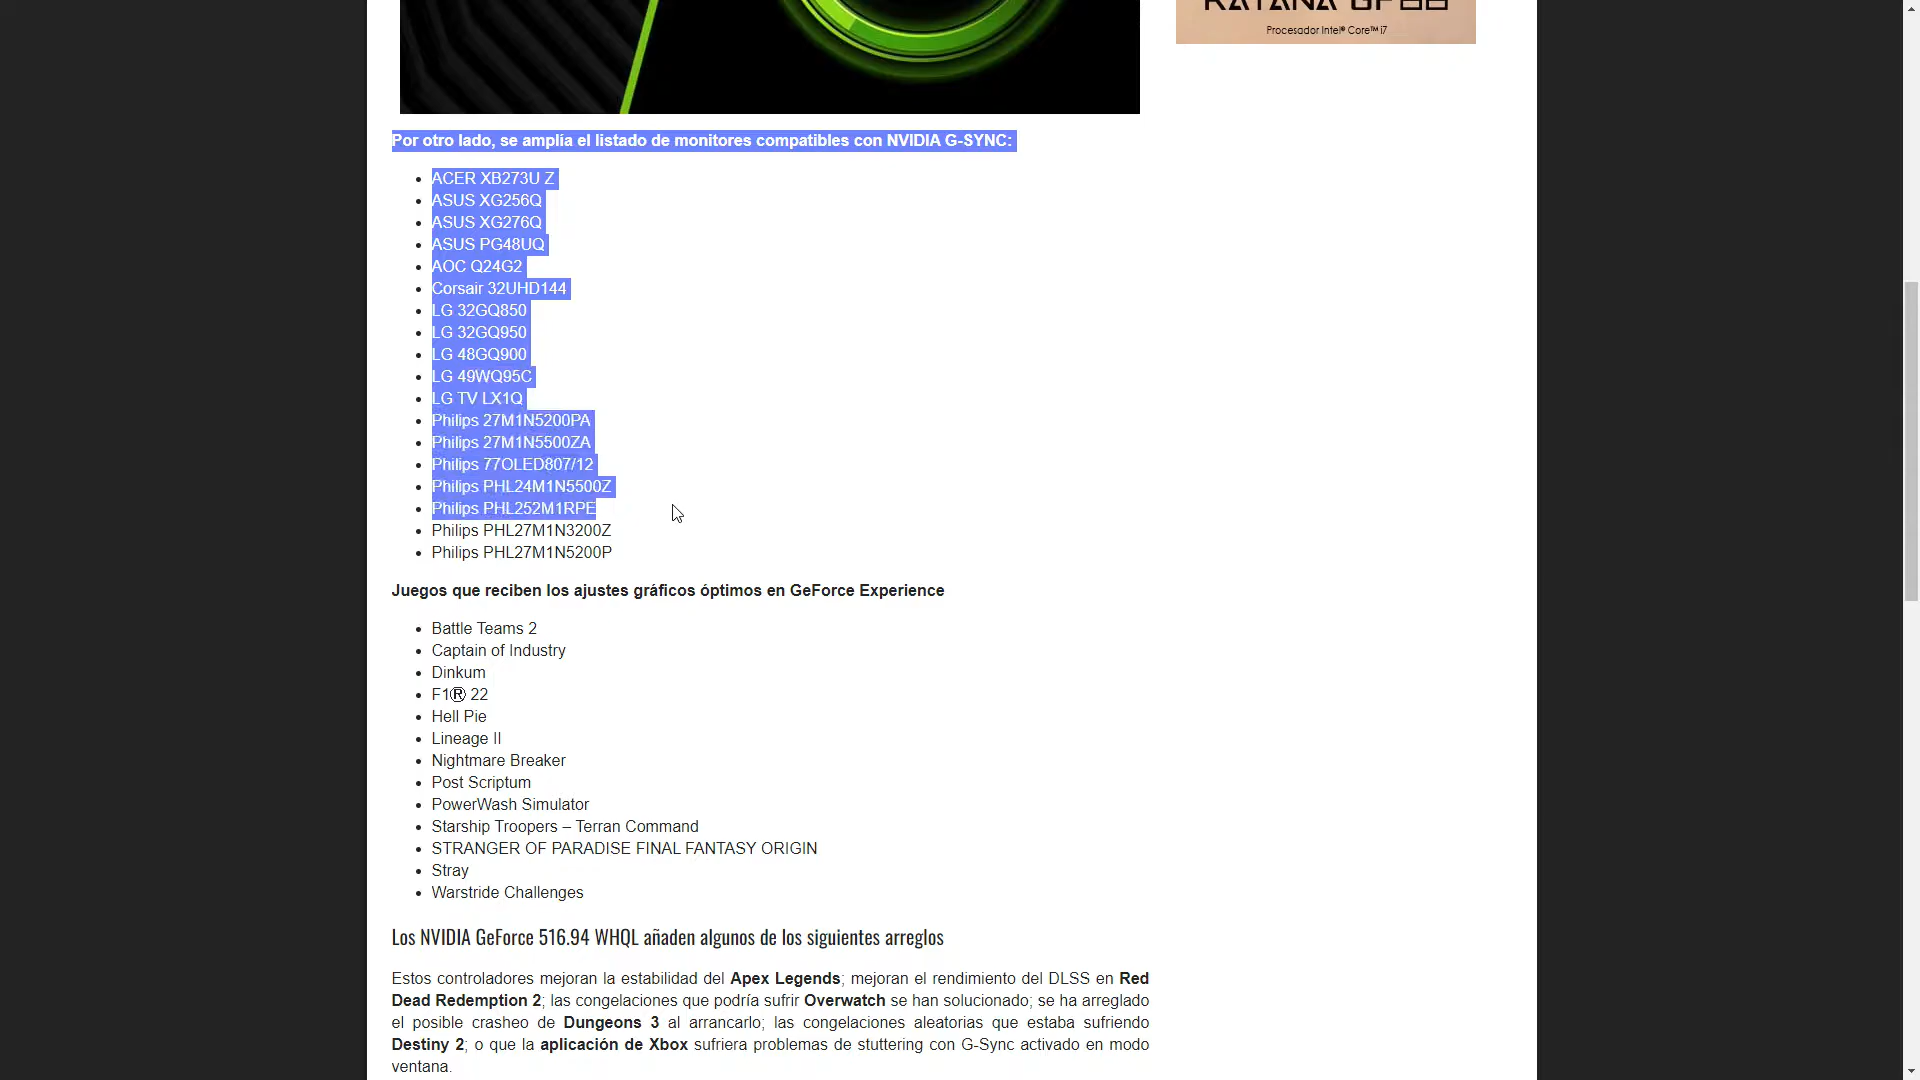 KATANA GF66
Procesador Intel® Core™ i7
Por otro lado, se amplía el listado de monitores compatibles con NVIDIA G-SYNC:
ACER XB273U Z
ASUS XG256Q
ASUS XG276Q
ASUS PG48UQ
AOC Q24G2
Corsair 32UHD144
LG 32GQ850
LG 32GQ950
LG 48GQ900
LG 49WQ95C
LG TV LX1Q
Philips 27M1N5200PA
Philips 27M1N5500ZA
Philips 77OLED807/12
Philips PHL24M1N5500Z
Philips PHL252M1RPE
Philips PHL27M1N3200Z
Philips PHL27M1N5200P
Juegos que reciben los ajustes gráficos óptimos en GeForce Experience
Battle Teams 2
Captain of Industry
Dinkum
F1® 22
Hell Pie
Lineage II
Nightmare Breaker
Post Scriptum
PowerWash Simulator
Starship Troopers – Terran Command
STRANGER OF PARADISE FINAL FANTASY ORIGIN
Stray
Warstride Challenges
Los NVIDIA GeForce 516.94 WHQL añaden algunos de los siguientes arreglos
Estos controladores mejoran la estabilidad del Apex Legends; mejoran el rendimiento del DLSS en Red
Dead Redemption 2; las congelaciones que podría sufrir Overwatch se han solucionado; se ha arreglado
el posible crasheo de Dungeons 3 al arrancarlo; las congelaciones aleatorias que estaba sufriendo
Destiny 2; o que la aplicación de Xbox sufriera problemas de stuttering con G-Sync activado en modo
ventana.